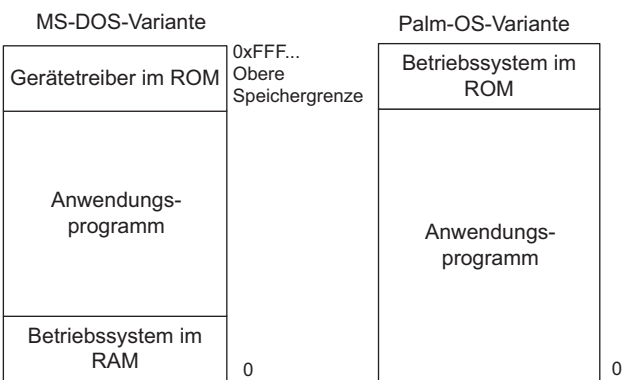 MS-DOS-Variante
Gerätetreiber im ROM
0xFFF...
Obere
Speichergrenze
Anwendungs-
programm
Betriebssystem im
RAM
0
Palm-OS-Variante
Betriebssystem im
ROM
Anwendungs-
programm
0